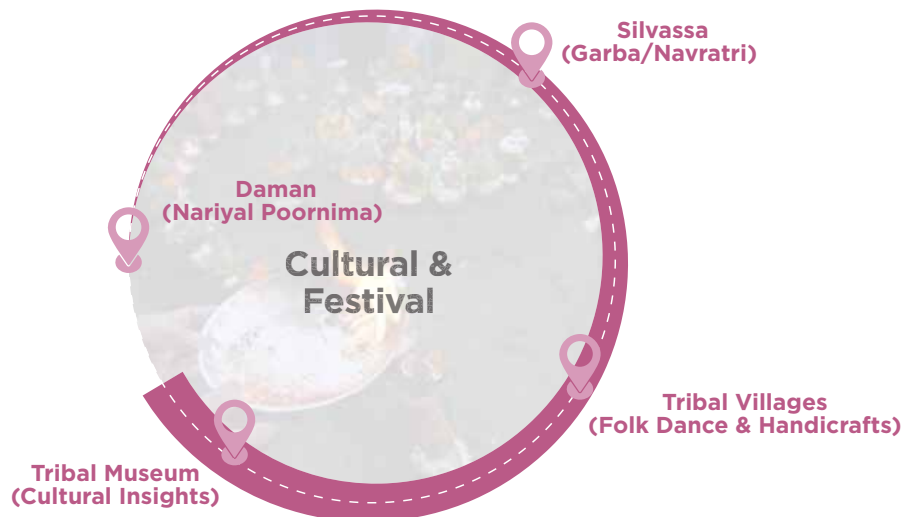 Silvassa
(Garba/Navratri)
Daman
(Nariyal Poornima)
Cultural &
Festival
Tribal Villages
(Folk Dance & Handicrafts)
Tribal Museum
(Cultural Insights)